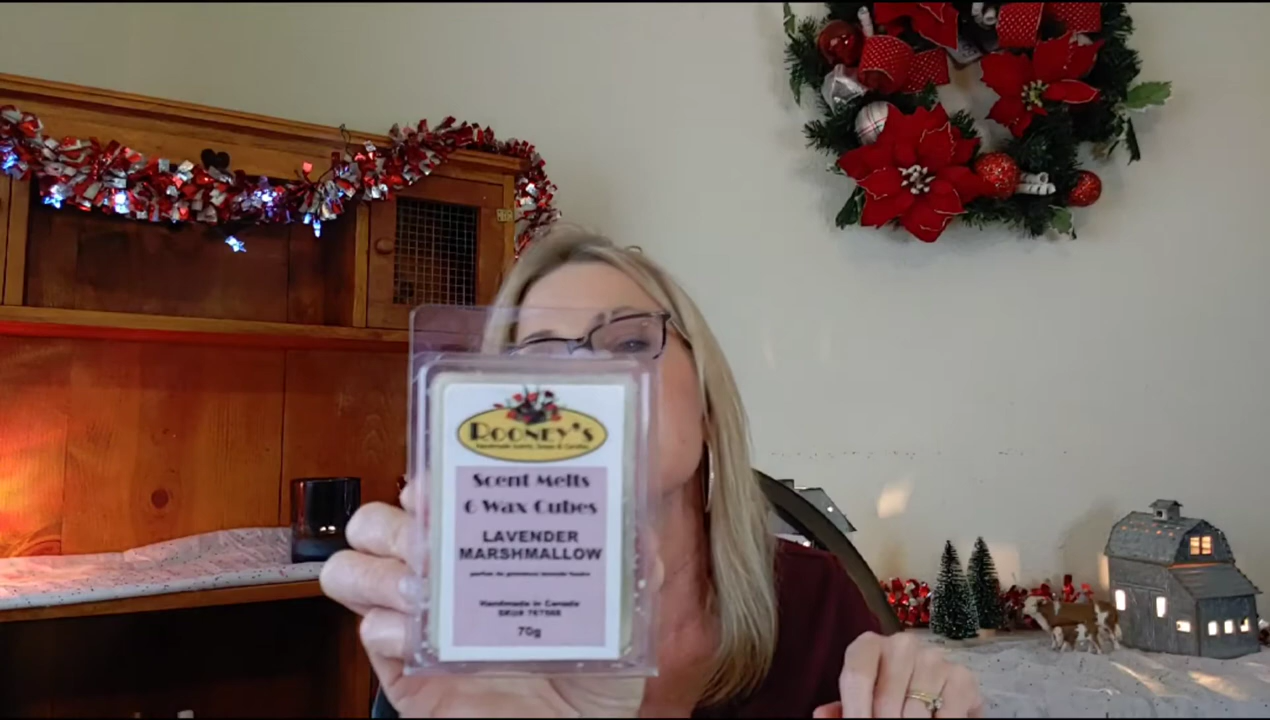 ROONEY'S
Scent Melts
6 Wax Cubes
LAVENDER
MARSHMALLOW
Handmade in Canada
70g